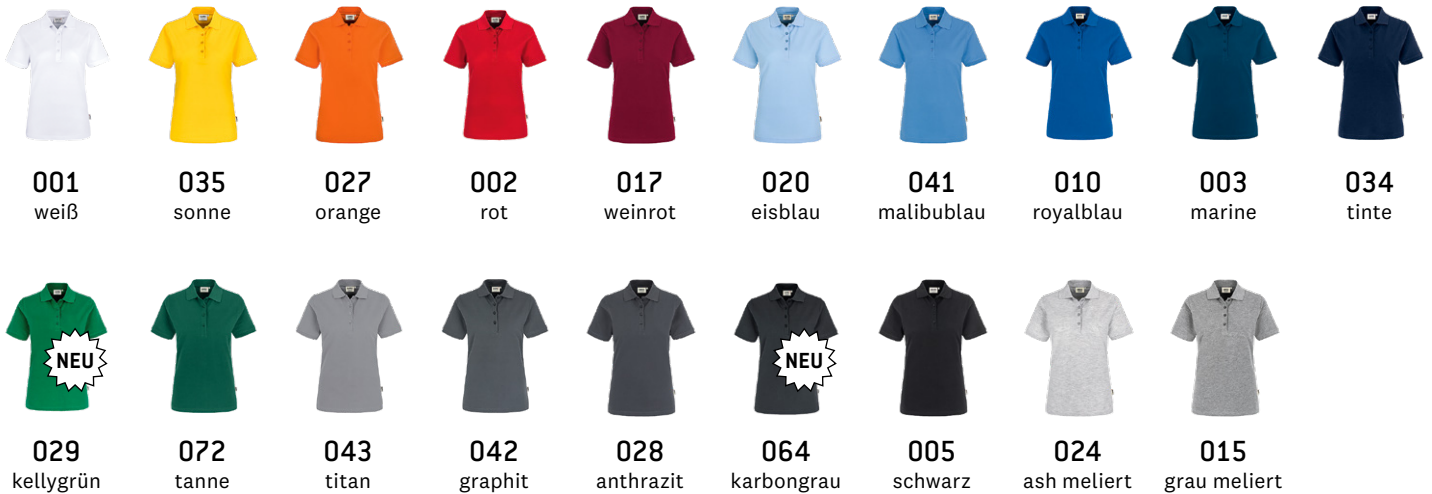 001 035 027 002 017 020 041 010 003 034
weiß sonne orange rot weinrot eisblau malibublau royalblau marine tinte
NEU NEU
029 072 043 042 028 064 005 024 015
kellygrün tanne titan graphit anthrazit karbongrau schwarz ash meliert grau meliert